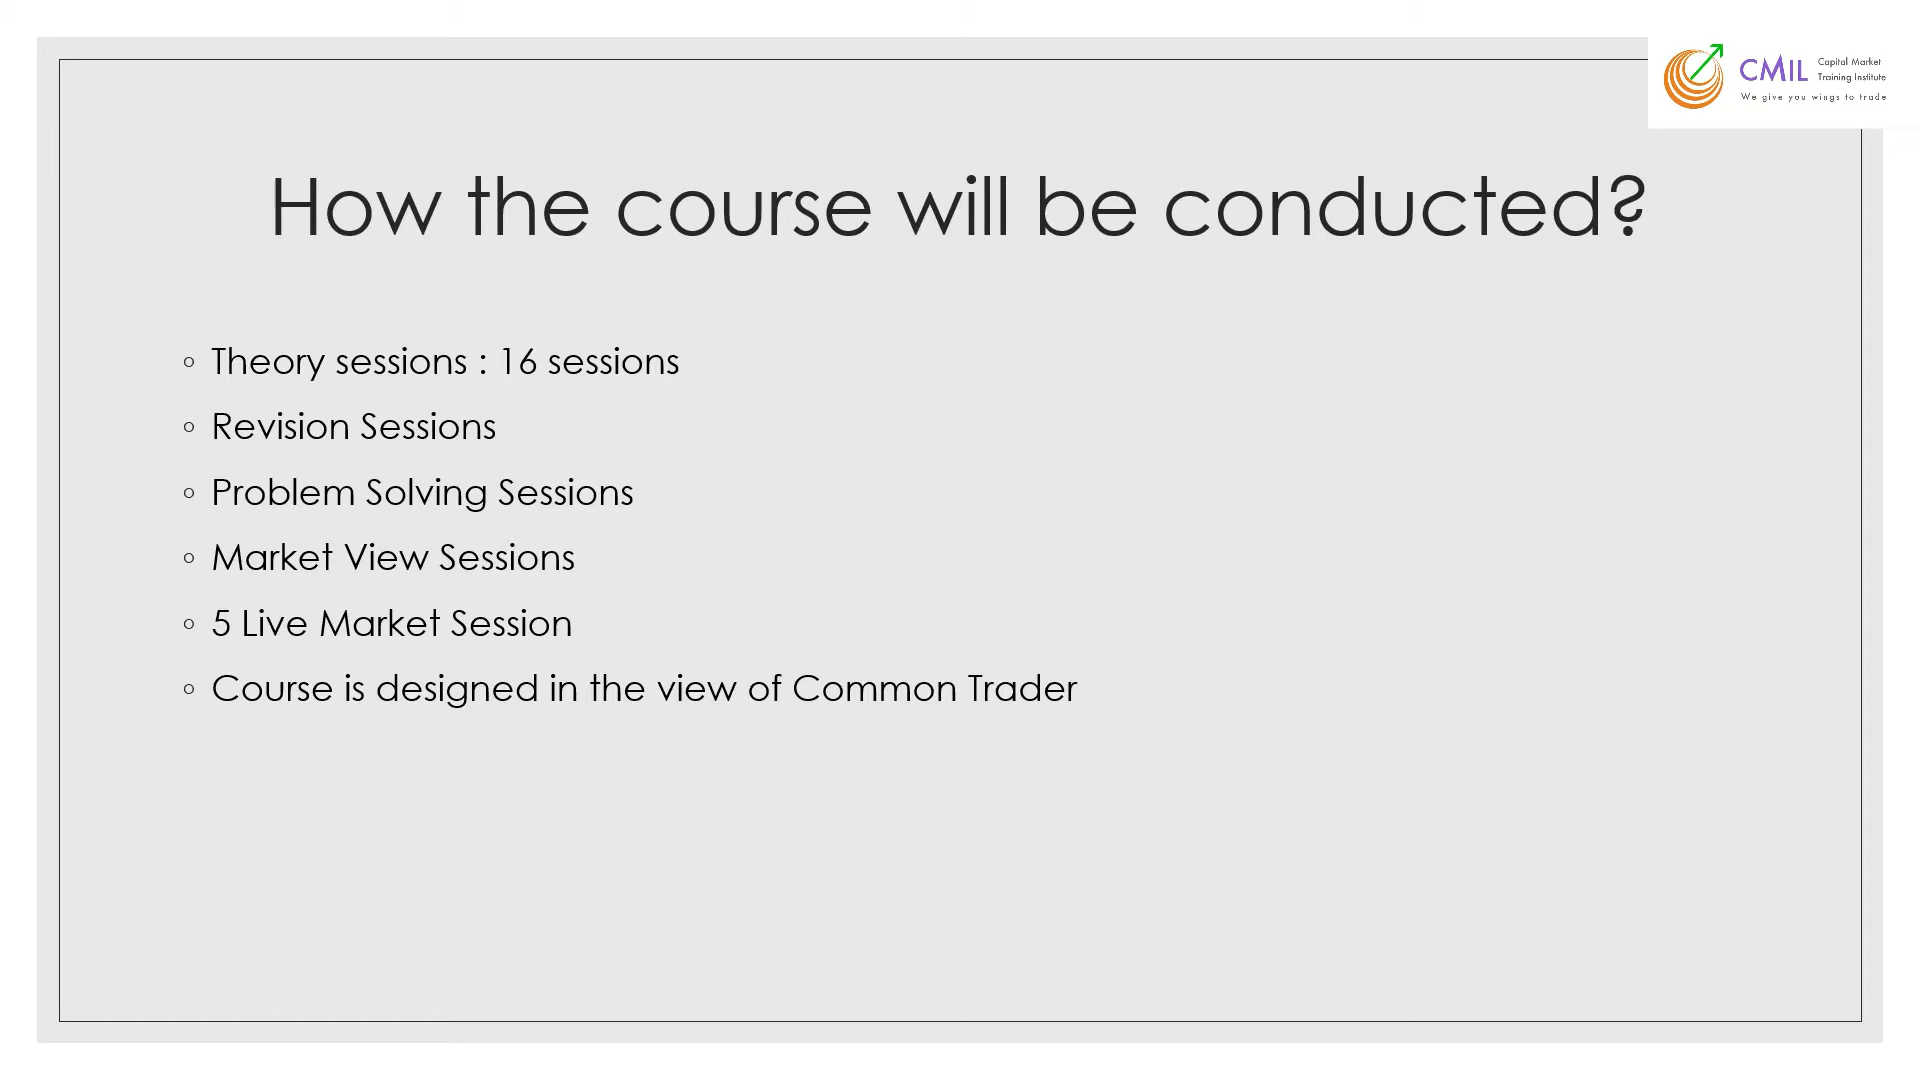 CMIL Capital Market
Training Institute
We give you wings to trade
How the course will be conducted?
◦ Theory sessions : 16 sessions
◦ Revision Sessions
◦ Problem Solving Sessions
◦ Market View Sessions
◦ 5 Live Market Session
◦ Course is designed in the view of Common Trader